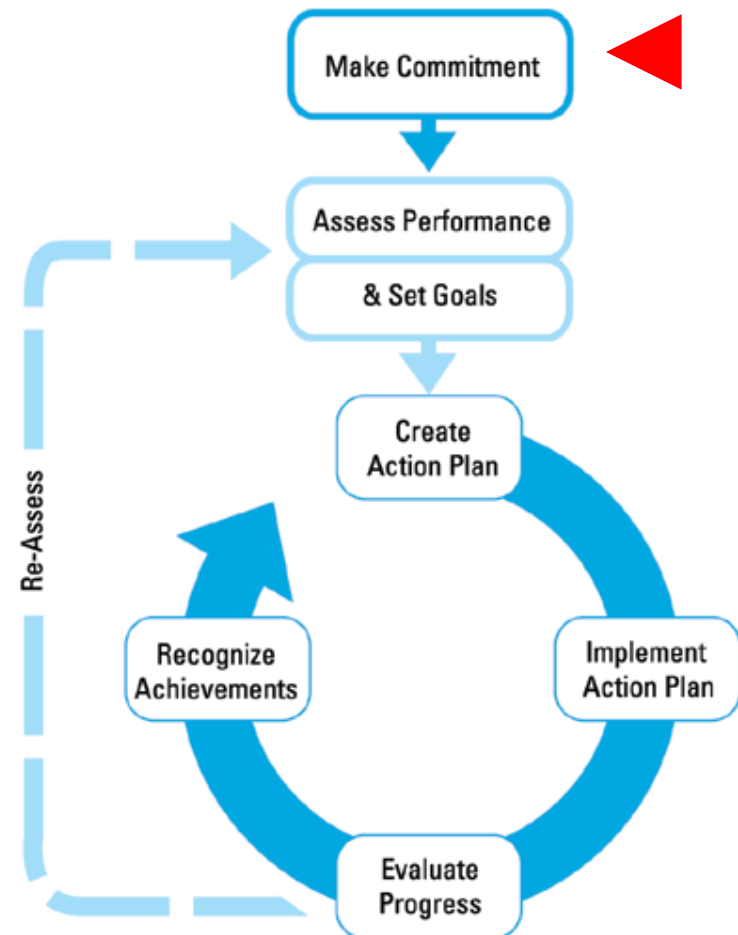 Make Commitment
Assess Performance
& Set Goals
Create
Action Plan
Re-Assess
Recognize
Achievements
Implement
Action Plan
Evaluate
Progress